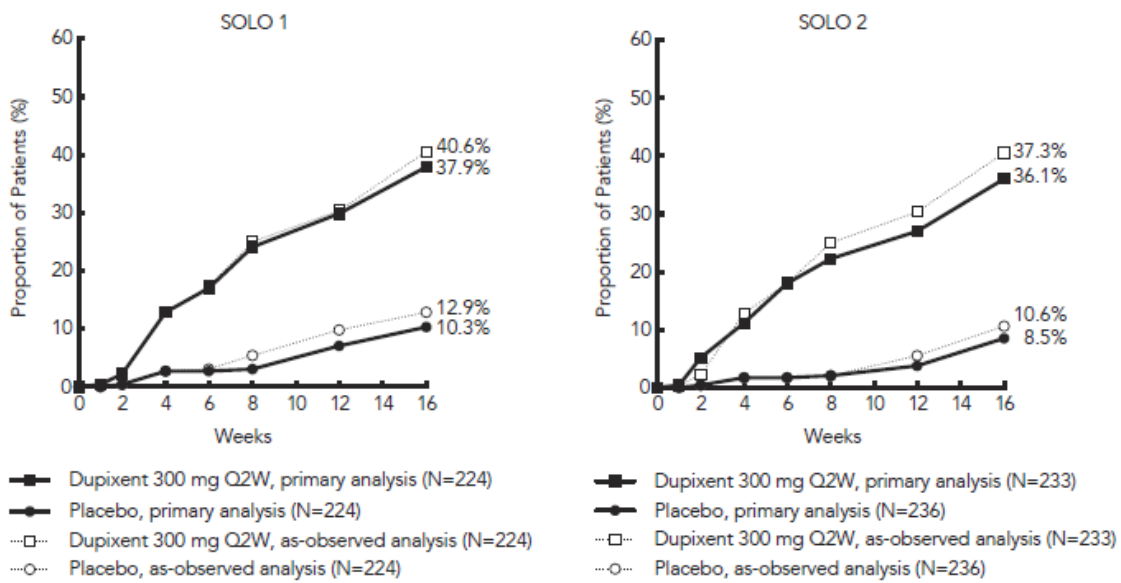 SOLO 1
60
50
40
30
20
10
0
Proportion of Patients (%)
40.6%
37.9%
12.9%
10.3%
0 2 4 6 8 10 12 14 16
Weeks
Dupixent 300 mg Q2W, primary analysis (N=224)
Placebo, primary analysis (N=224)
Dupixent 300 mg Q2W, as-observed analysis (N=224)
Placebo, as-observed analysis (N=224)
SOLO 2
60
50
40
30
20
10
0
Proportion of Patients (%)
37.3%
36.1%
10.6%
8.5%
0 2 4 6 8 10 12 14 16
Weeks
Dupixent 300 mg Q2W, primary analysis (N=233)
Placebo, primary analysis (N=236)
Dupixent 300 mg Q2W, as-observed analysis (N=233)
Placebo, as-observed analysis (N=236)